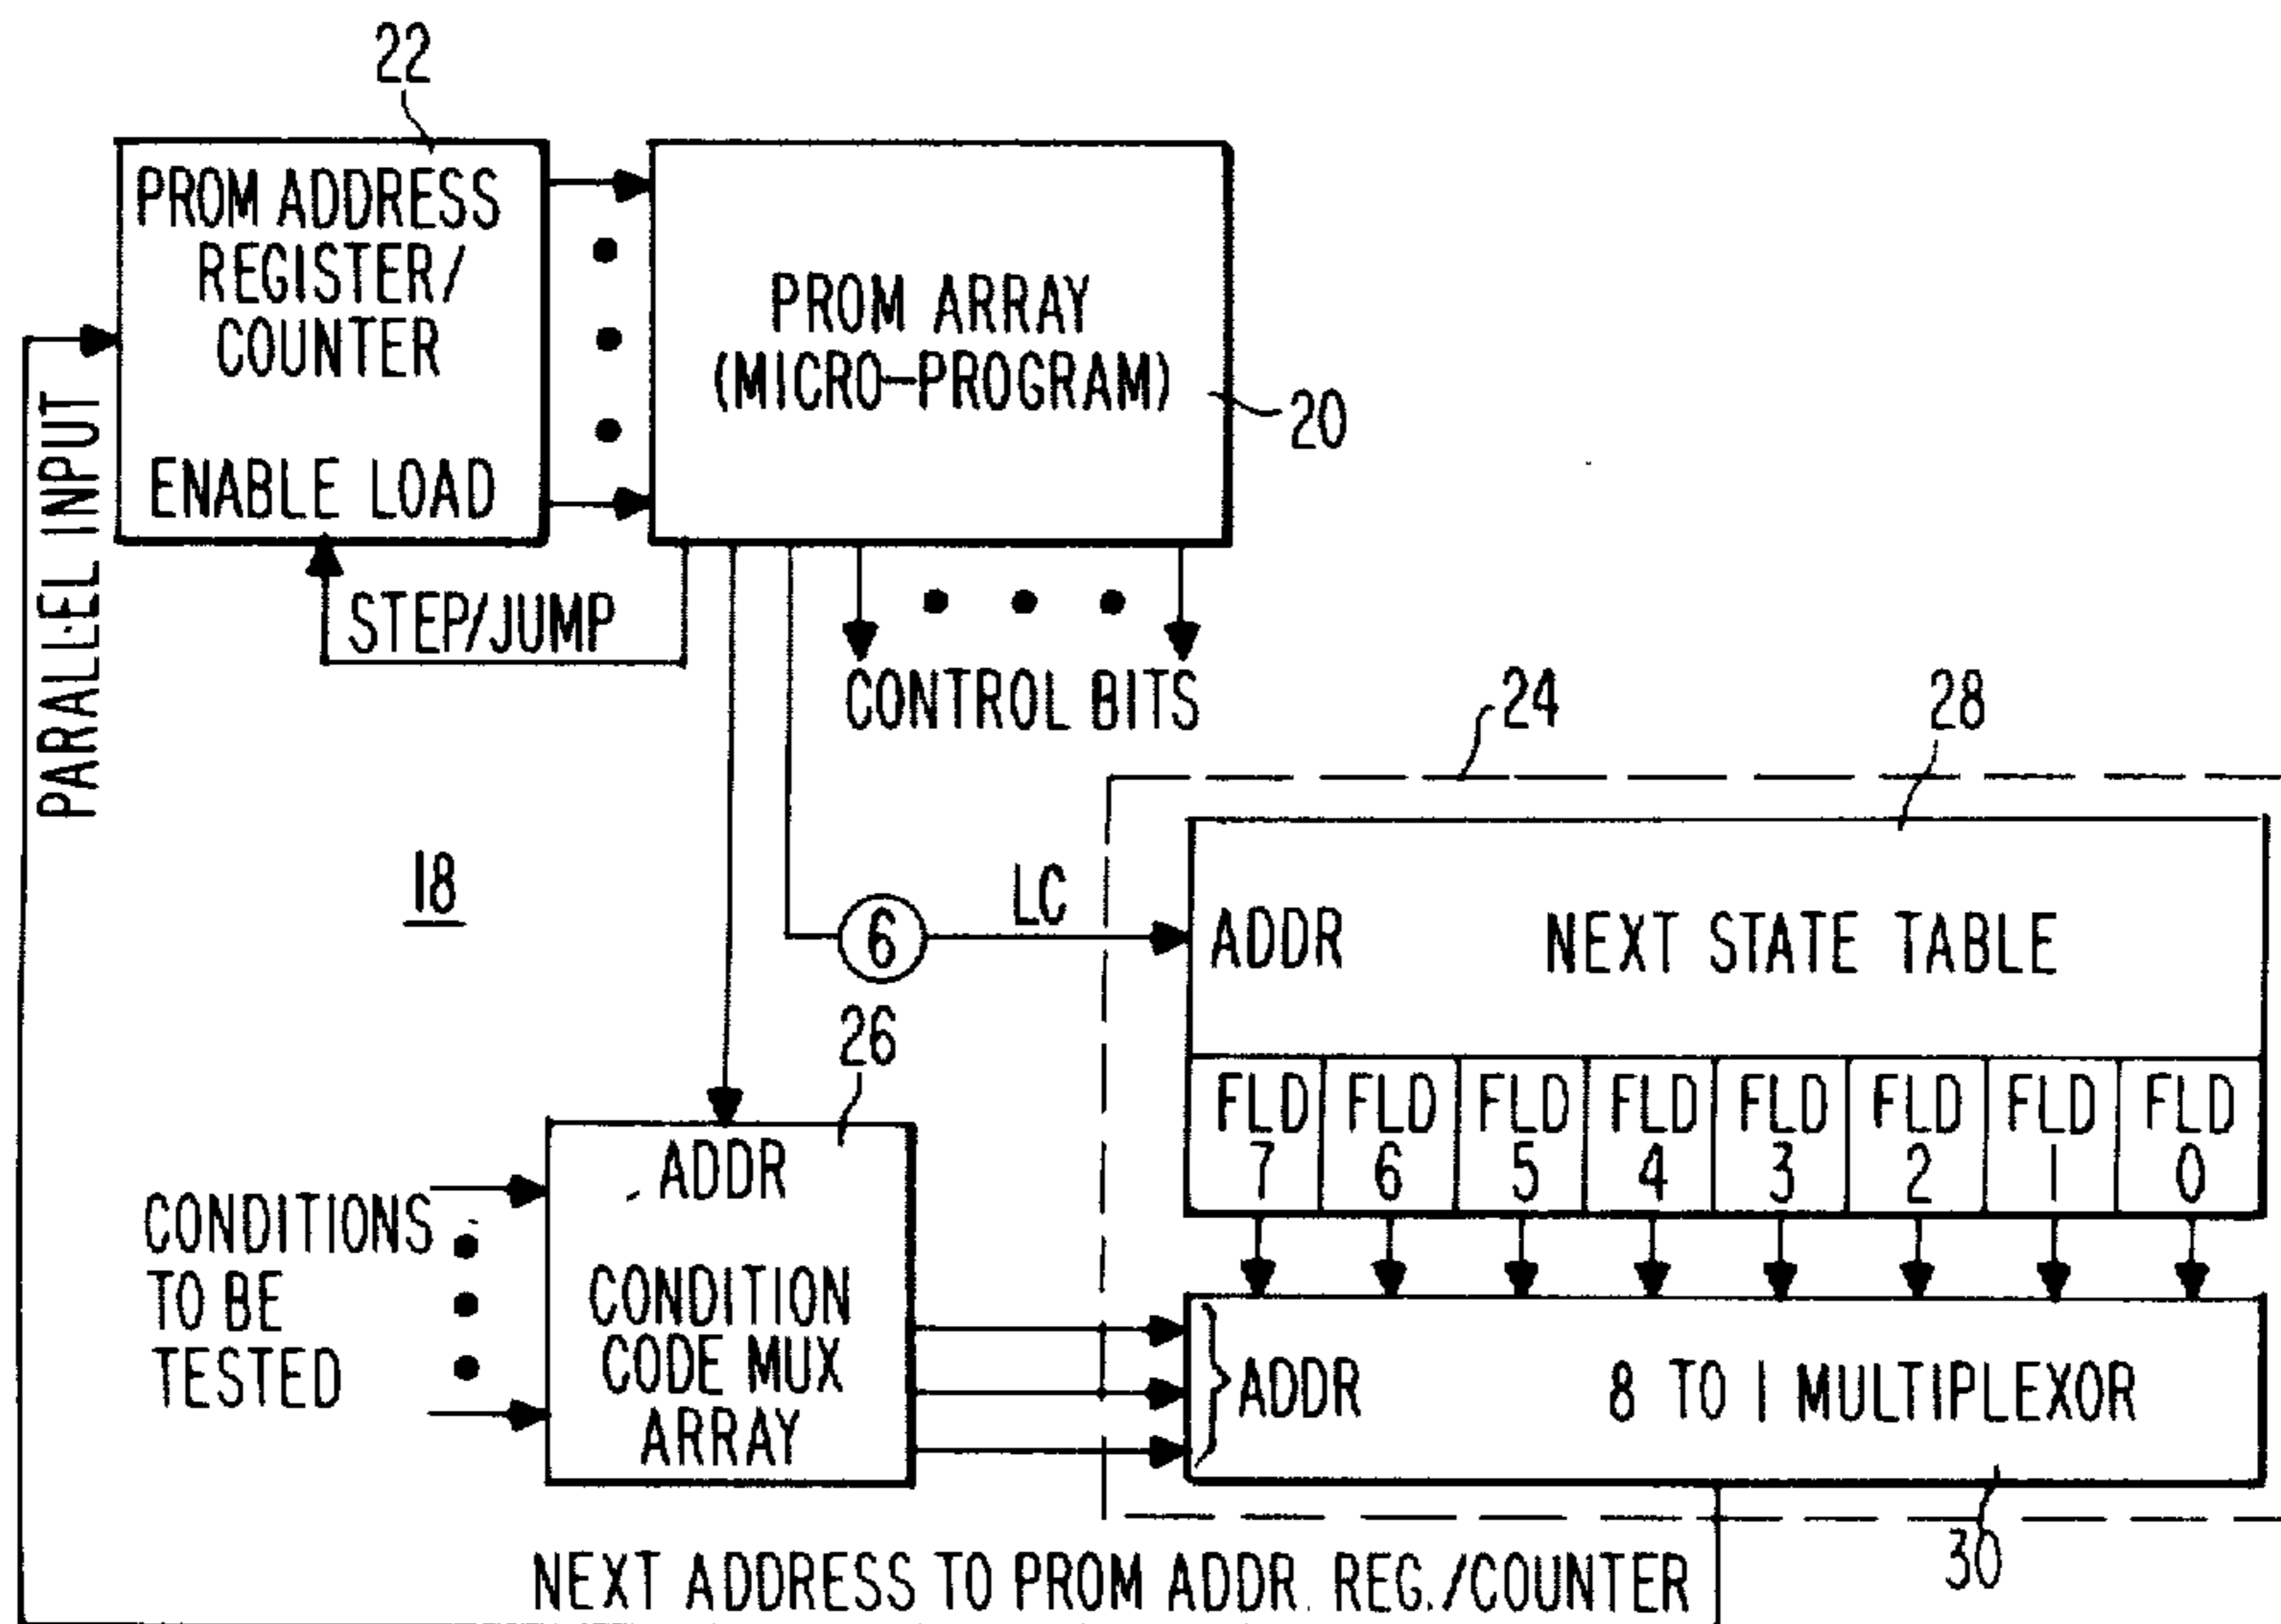 22
PROM ADDRESS
REGISTER/
COUNTER
ENABLE LOAD
PROM ARRAY
(MICRO-PROGRAM)
20
PARALLEL INPUT
STEP/JUMP
CONTROL BITS
24
28
18
6
LC
ADDR
NEXT STATE TABLE
FLD 7
FLD 6
FLD 5
FLD 4
FLD 3
FLD 2
FLD 1
FLD 0
26
ADDR
CONDITIONS
TO BE
TESTED
CONDITION
CODE MUX
ARRAY
ADDR
8 TO 1 MULTIPLEXOR
30
NEXT ADDRESS TO PROM ADDR. REG./COUNTER